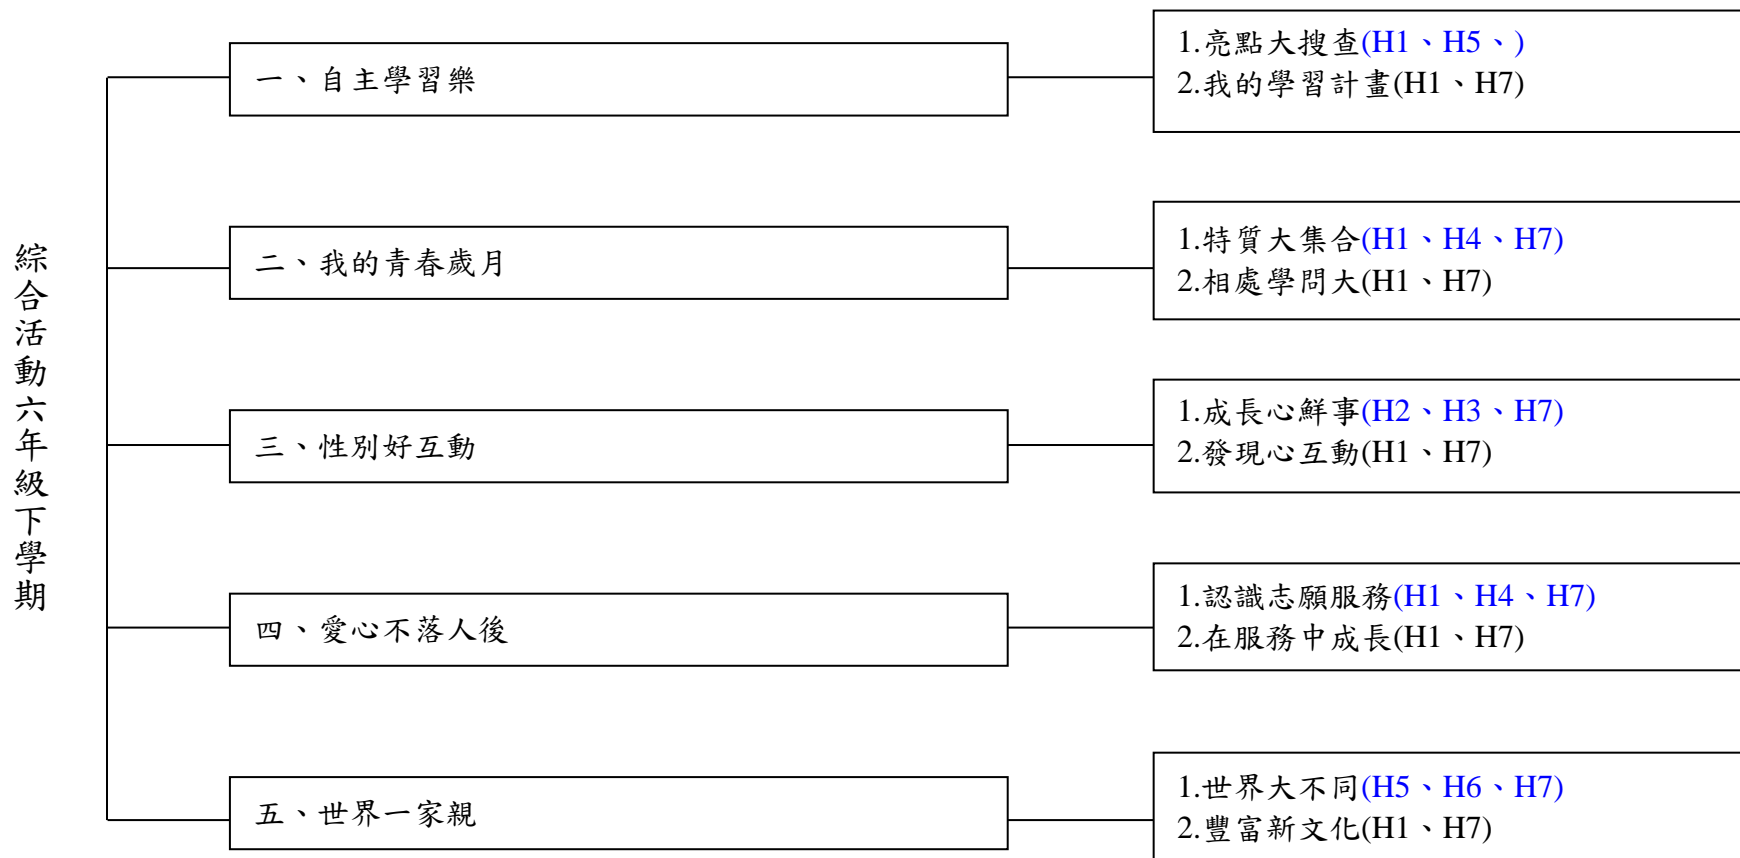 綜合活動六年級下學期
一、自主學習樂
1.亮點大搜查(H1、H5、)
2.我的學習計畫(H1、H7)
二、我的青春歲月
1.特質大集合(H1、H4、H7)
2.相處學問大(H1、H7)
三、性別好互動
1.成長心鮮事(H2、H3、H7)
2.發現心互動(H1、H7)
四、愛心不落人後
1.認識志願服務(H1、H4、H7)
2.在服務中成長(H1、H7)
五、世界一家親
1.世界大不同(H5、H6、H7)
2.豐富新文化(H1、H7)